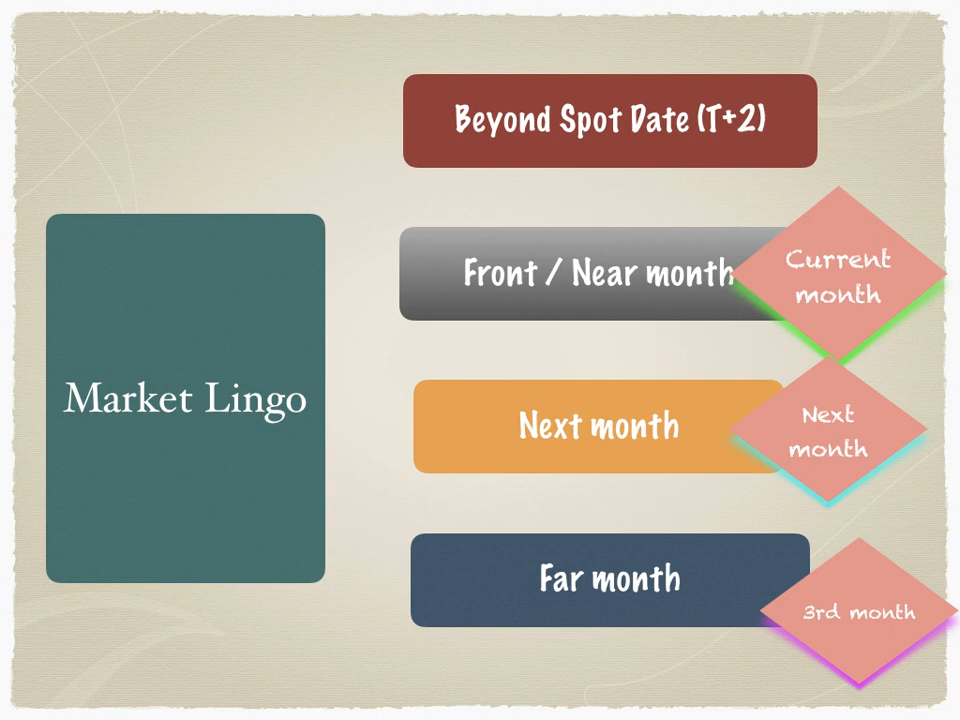 Market Lingo
Beyond Spot Date (T+2)
Front / Near month
Current
month
Next month
Next
month
Far month
3rd month